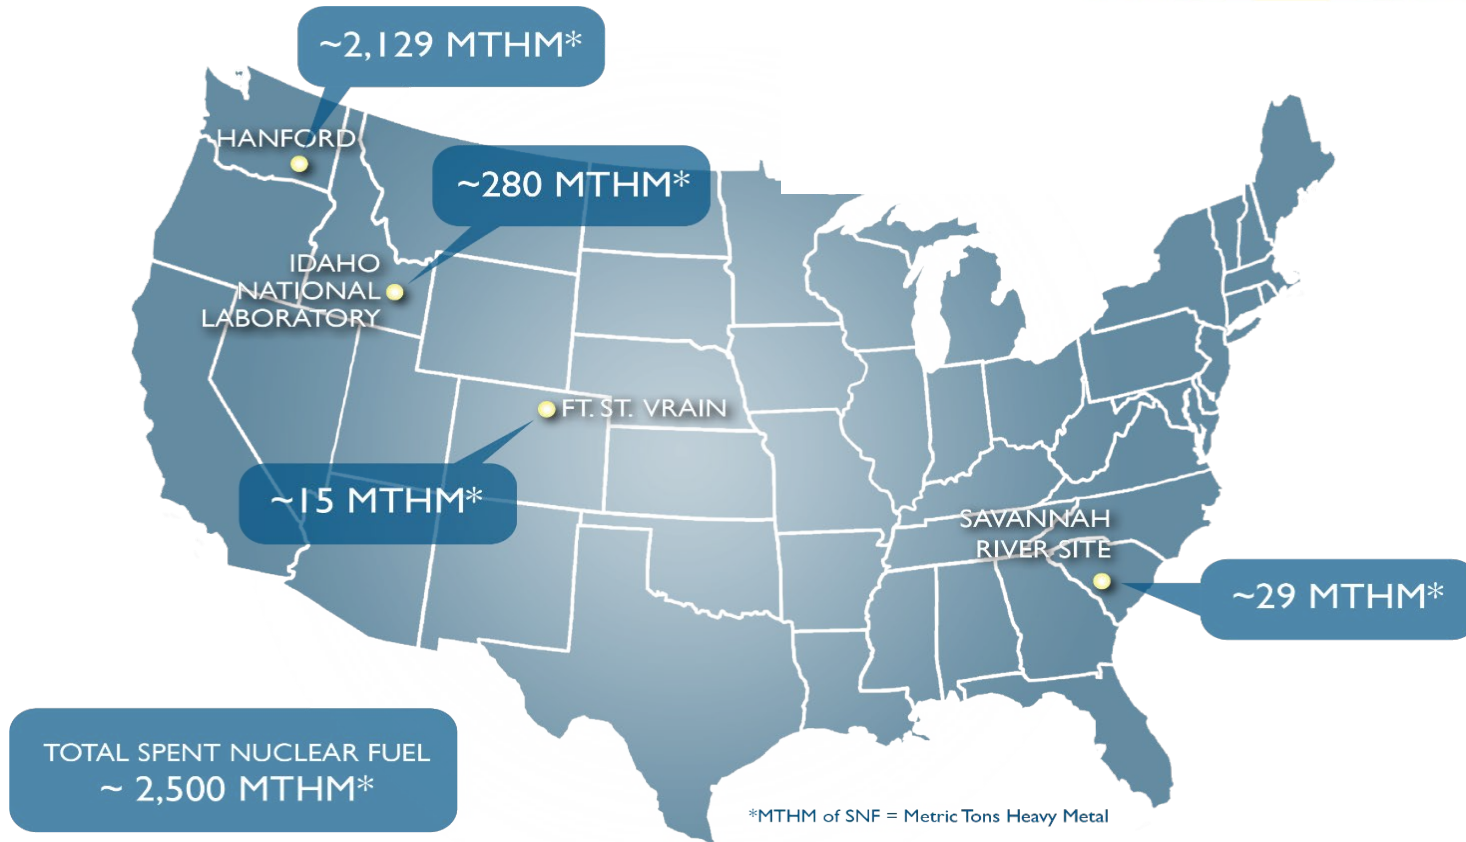 ~2,129 MTHM*
HANFORD
~280 MTHM*
IDAHO
NATIONAL
LABORATORY
FT. ST. VRAIN
~15 MTHM*
SAVANNAH
RIVER SITE
~29 MTHM*
TOTAL SPENT NUCLEAR FUEL
~ 2,500 MTHM*
*MTHM of SNF = Metric Tons Heavy Metal